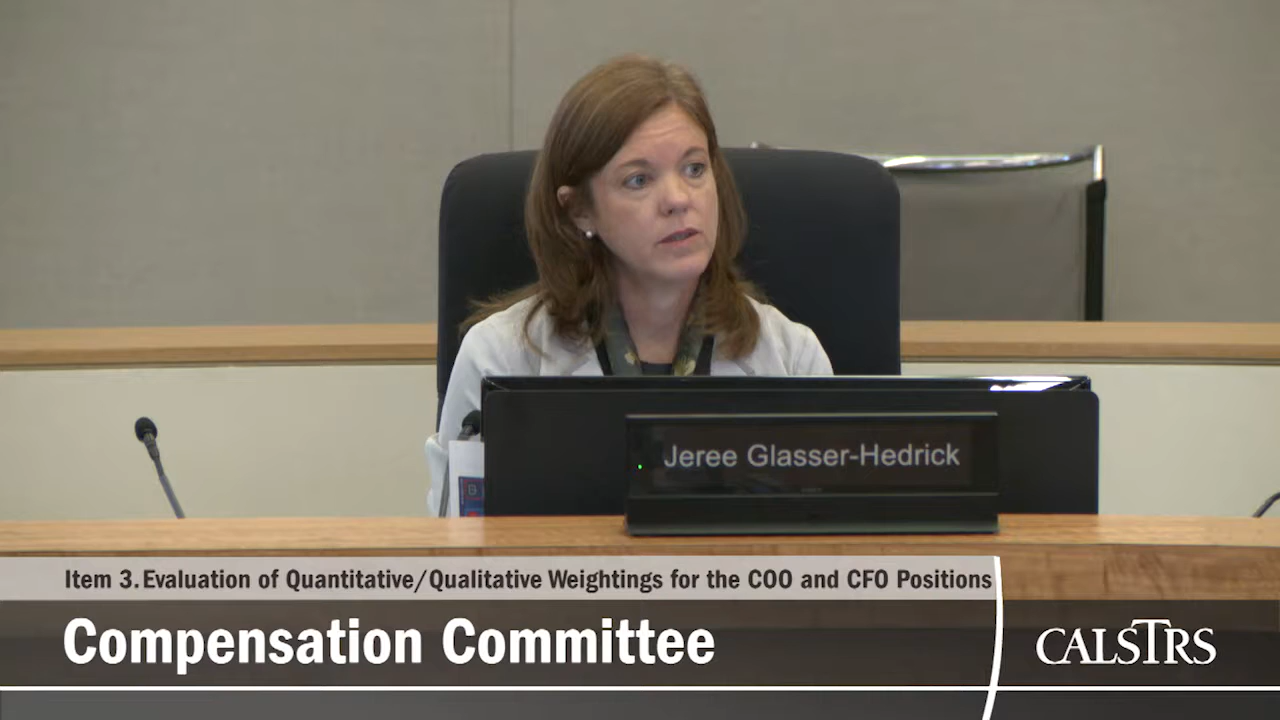 Jeree Glasser-Hedrick
Item 3. Evaluation of Quantitative/Qualitative Weightings for the COO and CFO Positions
Compensation Committee
CALSTRS